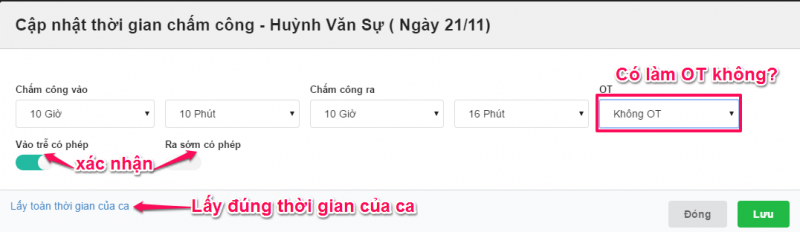 Cập nhật thời gian chấm công - Huỳnh Văn Sự ( Ngày 21/11)
Có làm OT không?
Chấm công vào
Chấm công ra
OT
10 Giờ
10 Phút
10 Giờ
16 Phút
Không OT
Vào trễ có phép
Ra sớm có phép
xác nhận
Lấy toàn thời gian của ca
Lấy đúng thời gian của ca
Đóng
Lưu